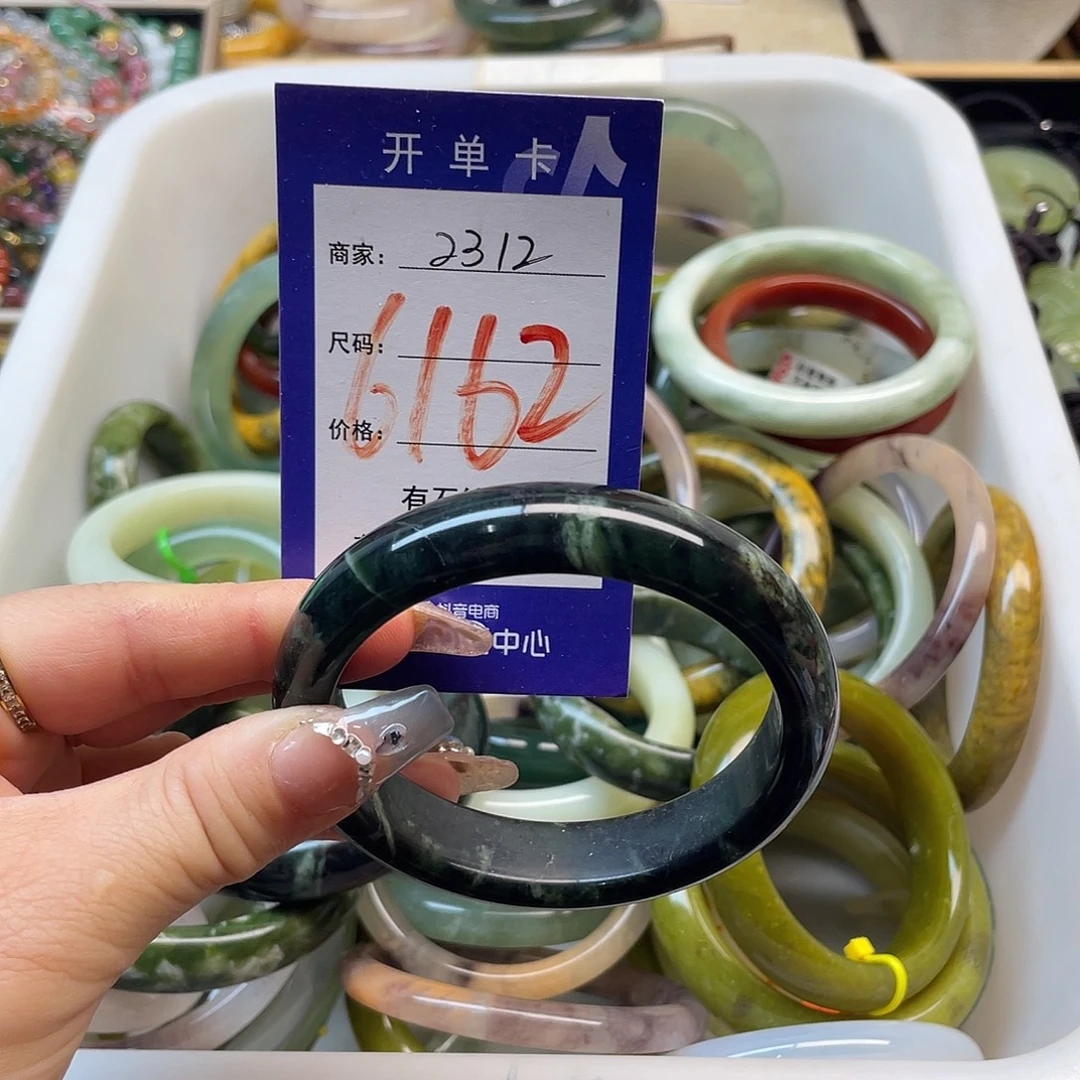 开单卡
商家: 2312
尺码:
6162
价格:
有石
抖音电商
中心